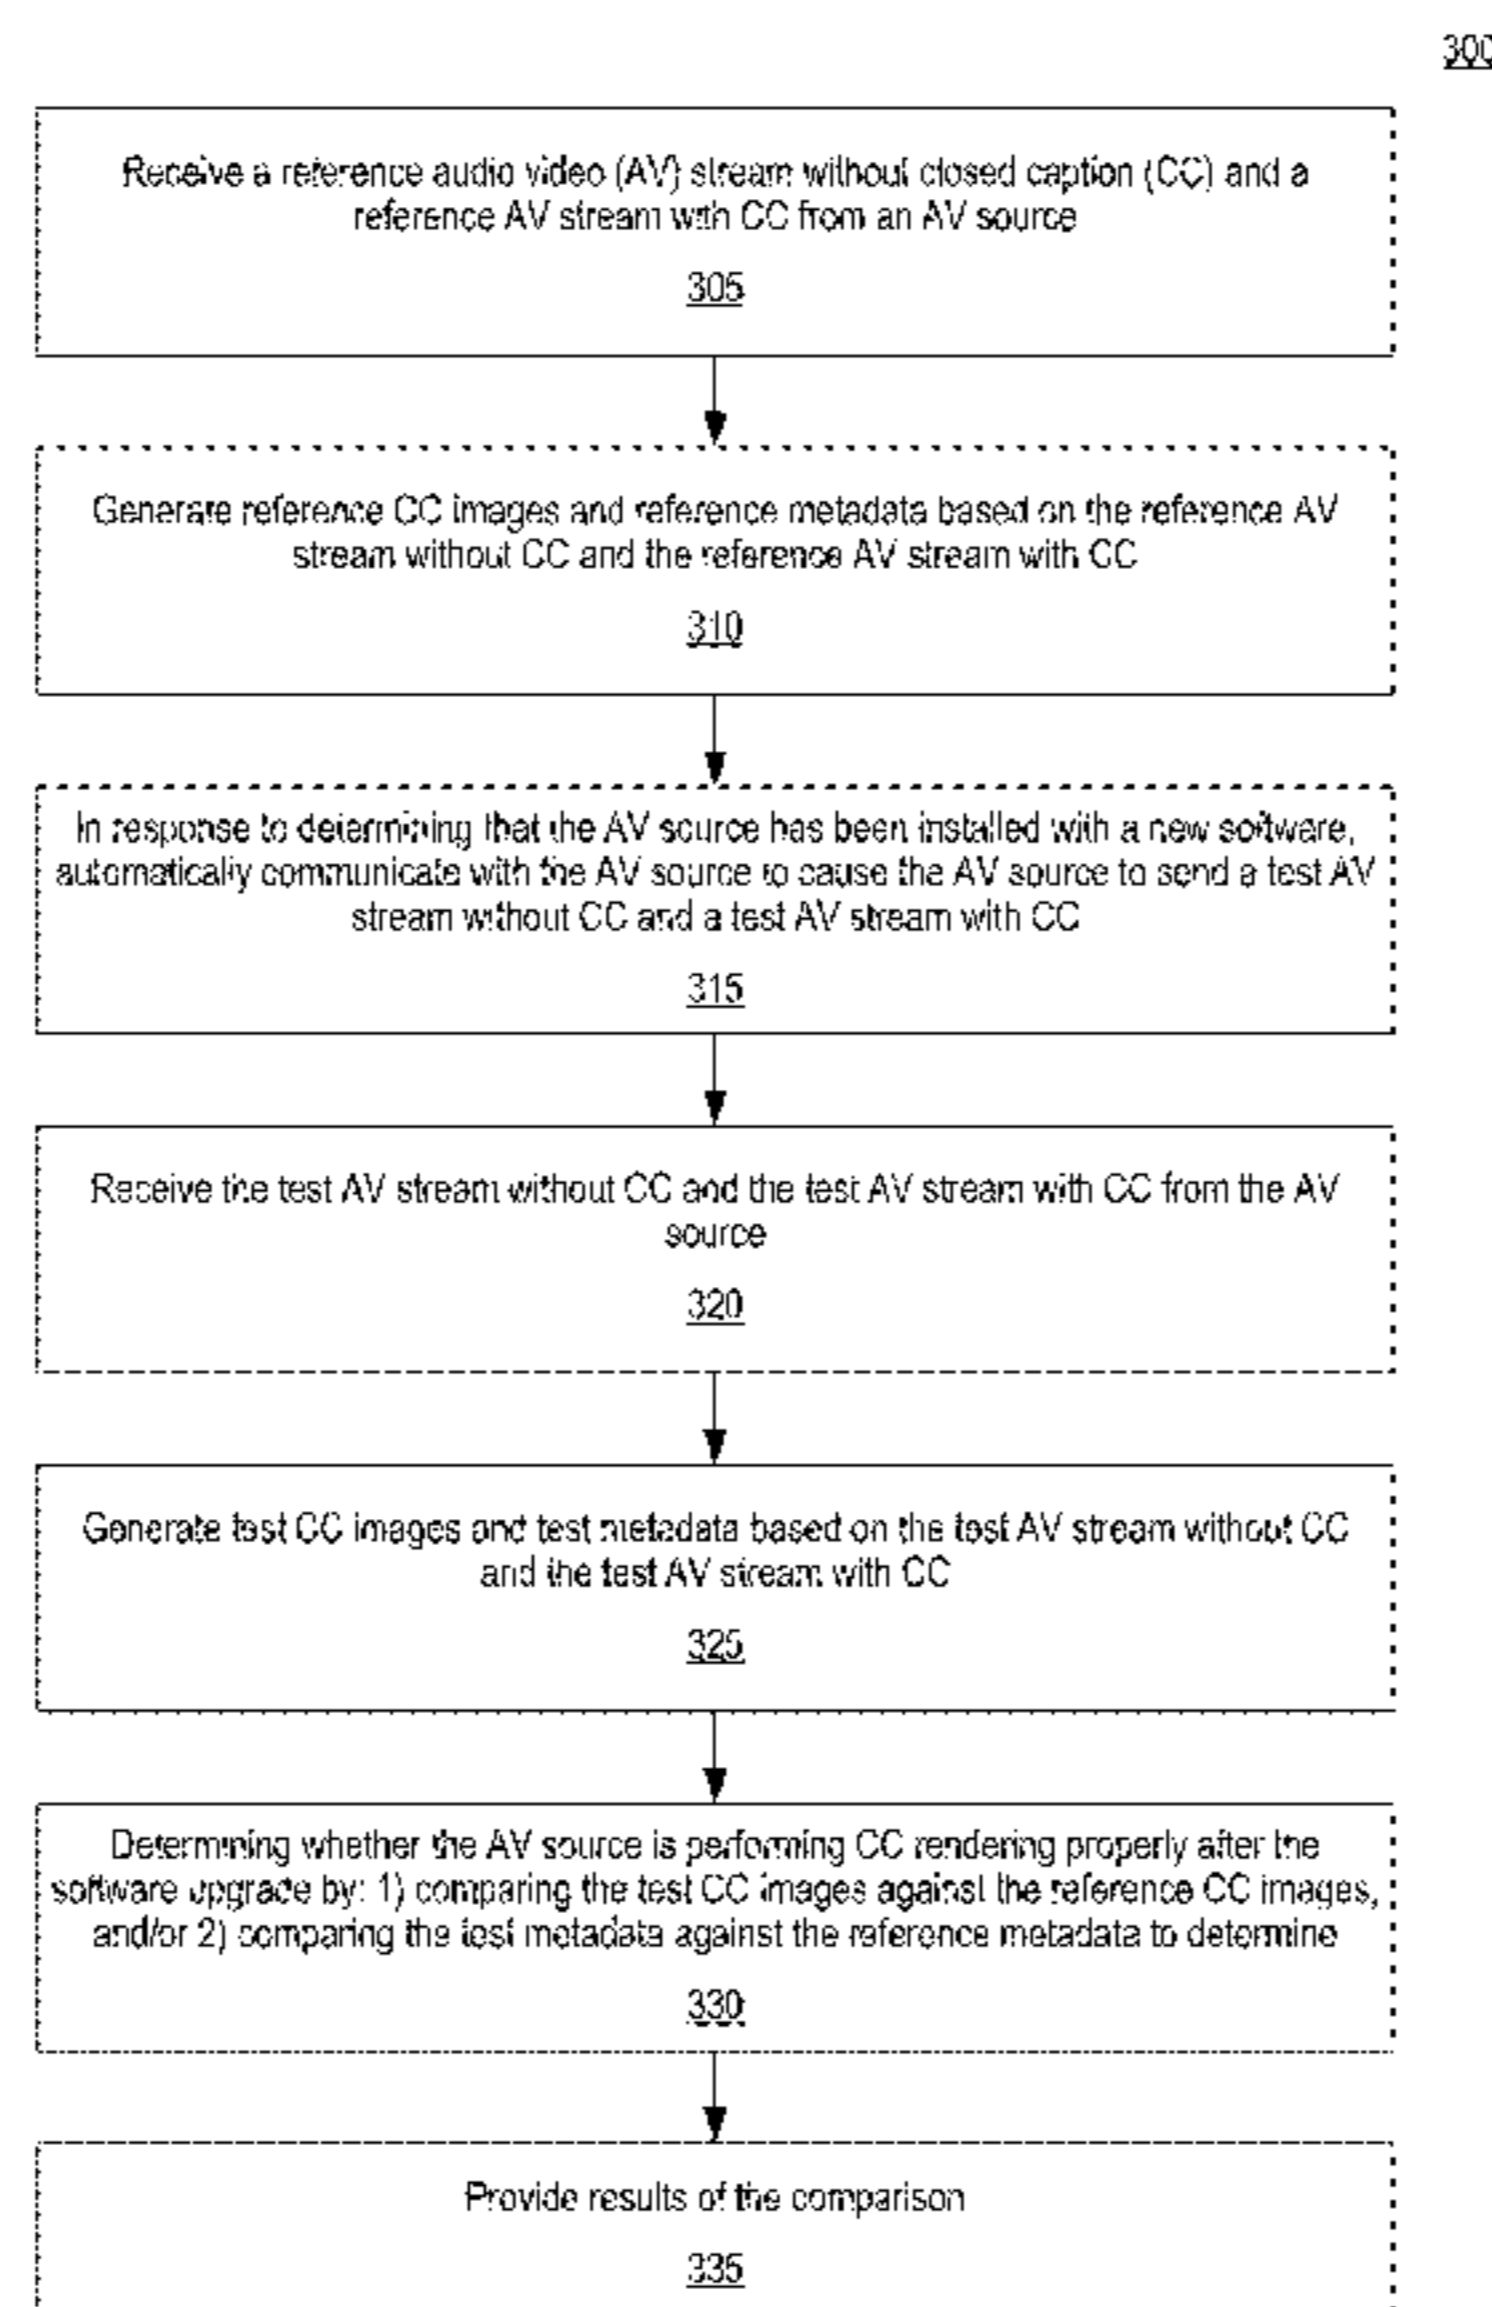 300
Receive a reference audio video (AV) stream without closed caption (CC) and a
reference AV stream with CC from an AV source
305
Generate reference CC images and reference metadata based on the reference AV
stream without CC and the reference AV stream with CC
310
In response to determining that the AV source has been installed with a new software,
automatically communicate with the AV source to cause the AV source to send a test AV
stream without CC and a test AV stream with CC
315
Receive the test AV stream without CC and the test AV stream with CC from the AV
source
320
Generate test CC images and test metadata based on the test AV stream without CC
and the test AV stream with CC
325
Determining whether the AV source is performing CC rendering properly after the
software upgrade by: 1) comparing the test CC images against the reference CC images,
and/or 2) comparing the test metadata against the reference metadata to determine
330
Provide results of the comparison
335